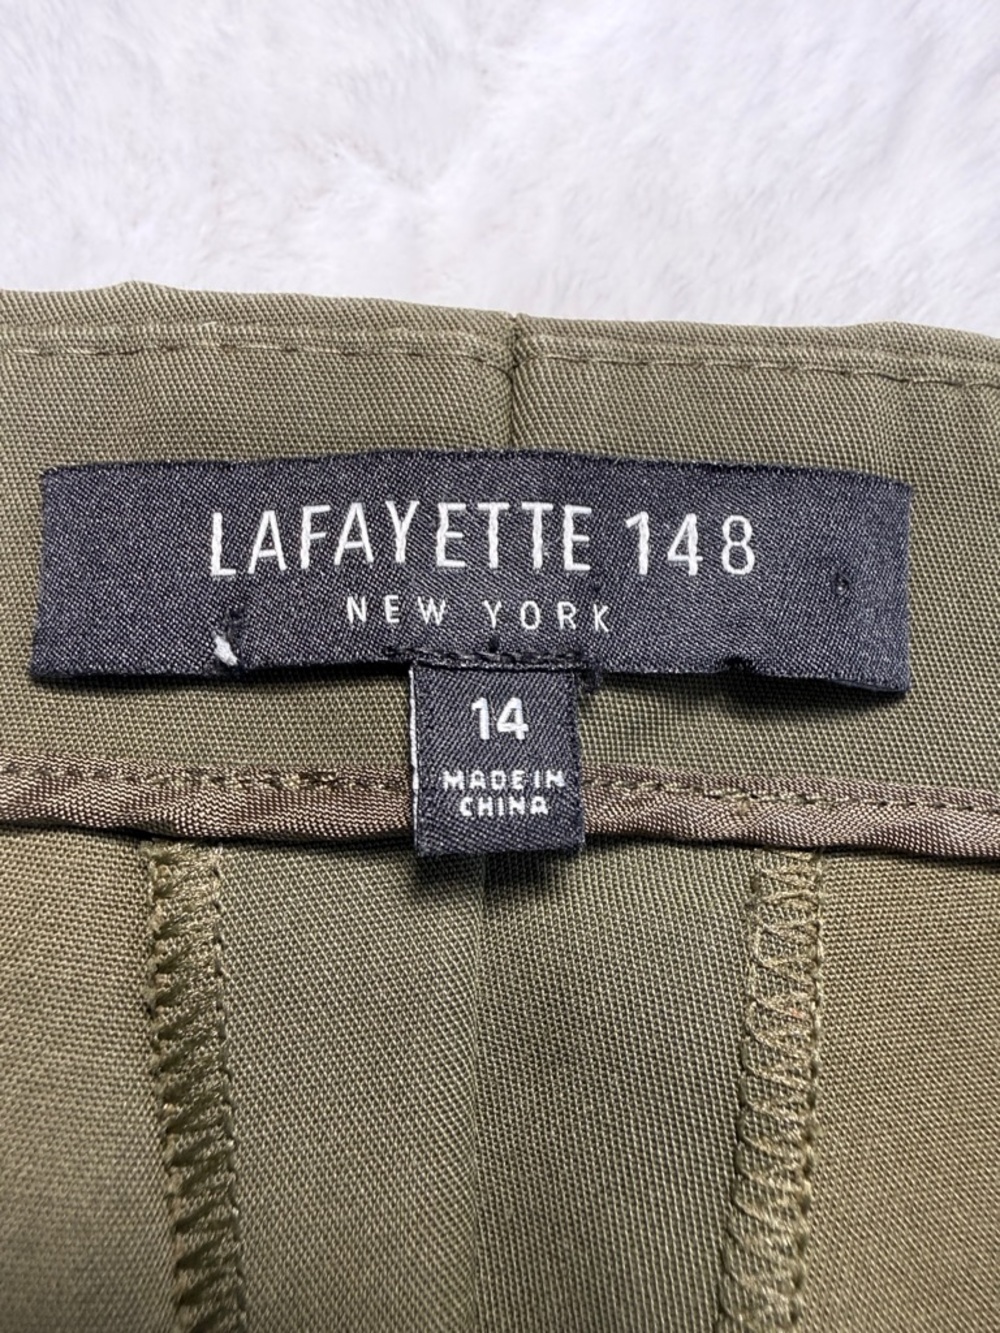 LAFAYETTE 148
NEW YORK
14
MADE IN
CHINA